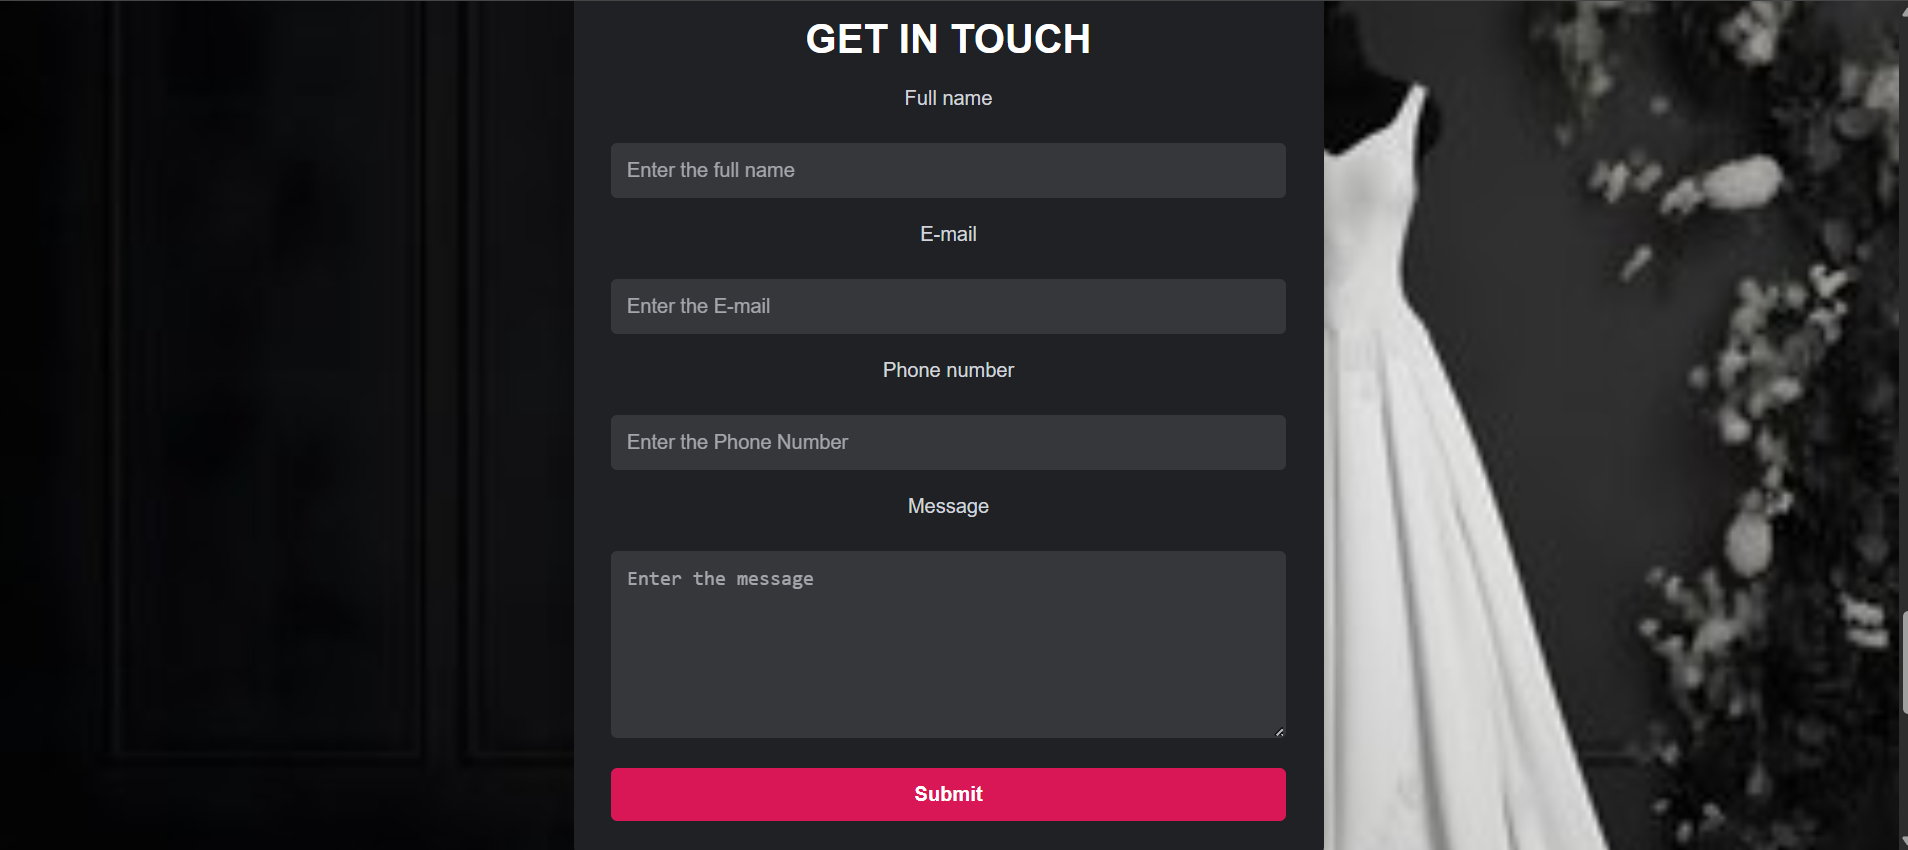 GET IN TOUCH
Full name
Enter the full name
E-mail
Enter the E-mail
Phone number
Enter the Phone Number
Message
Enter the message
Submit